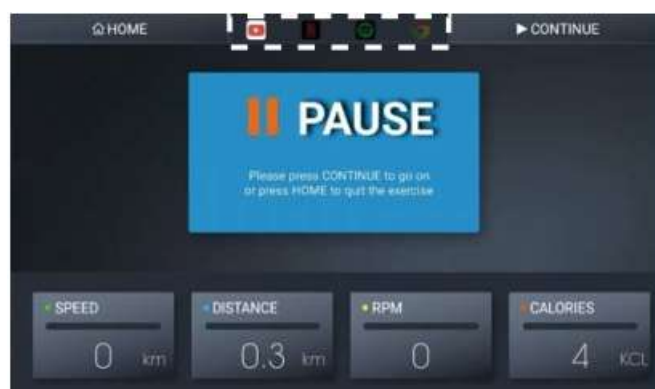 HOME
CONTINUE
PAUSE
Please press CONTINUE to go on
or press HOME to quit the exercise
SPEED
DISTANCE
RPM
CALORIES
0 km
0.3 km
0
4 KCL